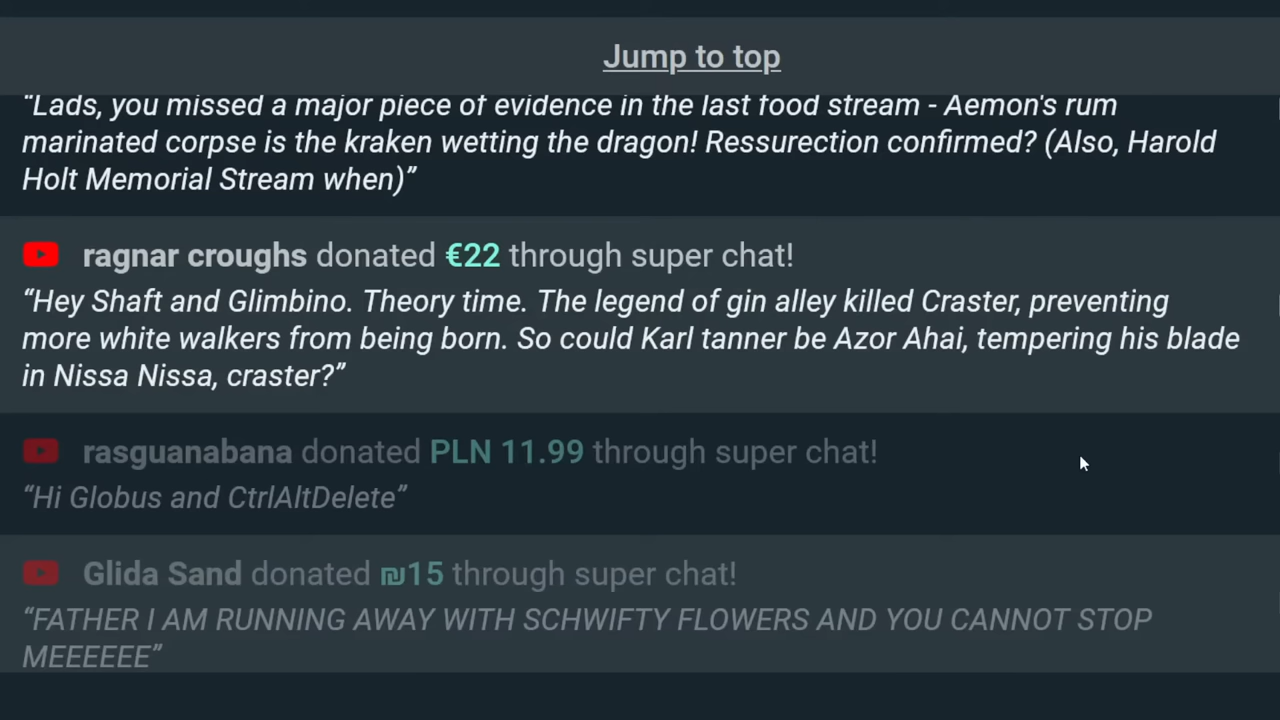 Jump to top
“Lads, you missed a major piece of evidence in the last food stream - Aemon's rum
marinated corpse is the kraken wetting the dragon! Ressurection confirmed? (Also, Harold
Holt Memorial Stream when)”
ragnar croughs donated €22 through super chat!
“Hey Shaft and Glimbino. Theory time. The legend of gin alley killed Craster, preventing
more white walkers from being born. So could Karl tanner be Azor Ahai, tempering his blade
in Nissa Nissa, craster?”
rasguanabana donated PLN 11.99 through super chat!
“Hi Globus and CtrlAltDelete”
Glida Sand donated ₪15 through super chat!
“FATHER I AM RUNNING AWAY WITH SCHWIFTY FLOWERS AND YOU CANNOT STOP
MEEEEEE”